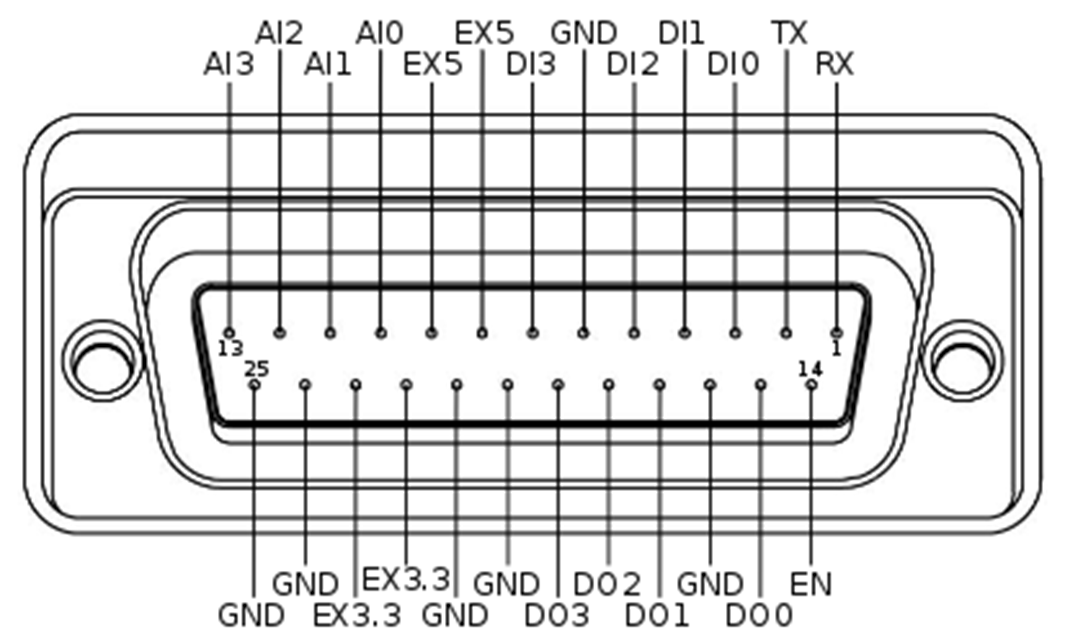 AI2 AI0 EX5 GND DI1 TX
AI3 AI1 EX5 DI3 DI2 DI0 RX
13 1
25 14
GND EX3.3 GND DO2 GND EN
GND EX3.3 GND DO3 DO1 DO0